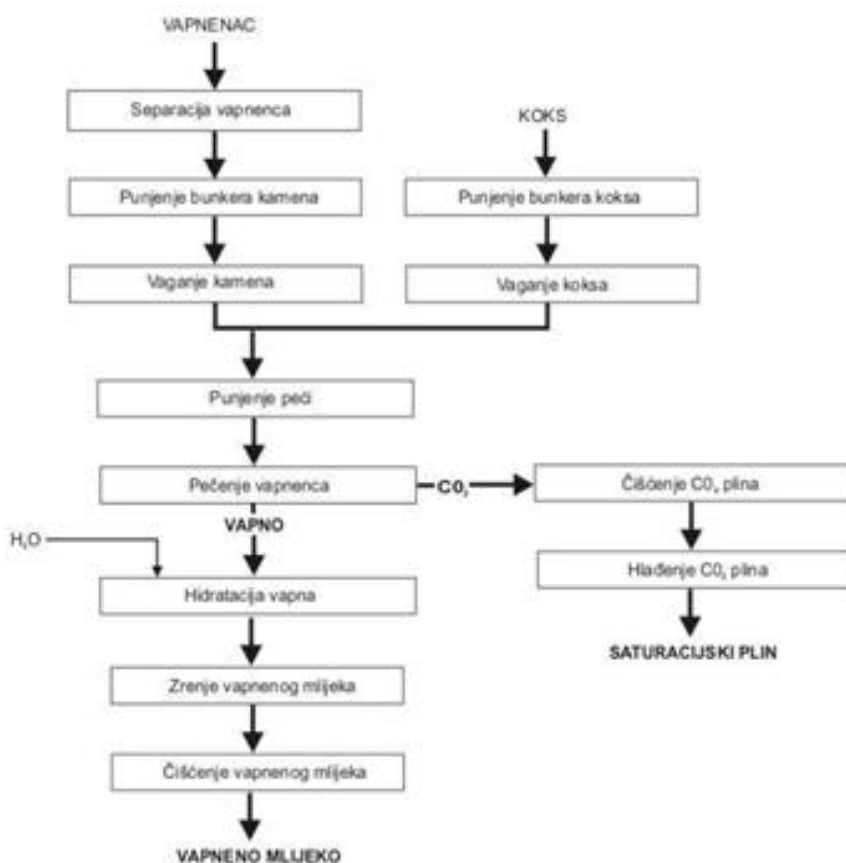 VAPNENAC
Separacija vapnenca
KOKS
Punjenje bunkera kamena
Punjenje bunkera koksa
Vaganje kamena
Vaganje koksa
Punjenje peći
Pečenje vapnenca
C0₂
Čišćenje C0₂ plina
VAPNO
H₂O
Hlađenje C0₂ plina
Hidratacija vapna
SATURACIJSKI PLIN
Zrenje vapnenog mlijeka
Čišćenje vapnenog mlijeka
VAPNENO MLIJEKO